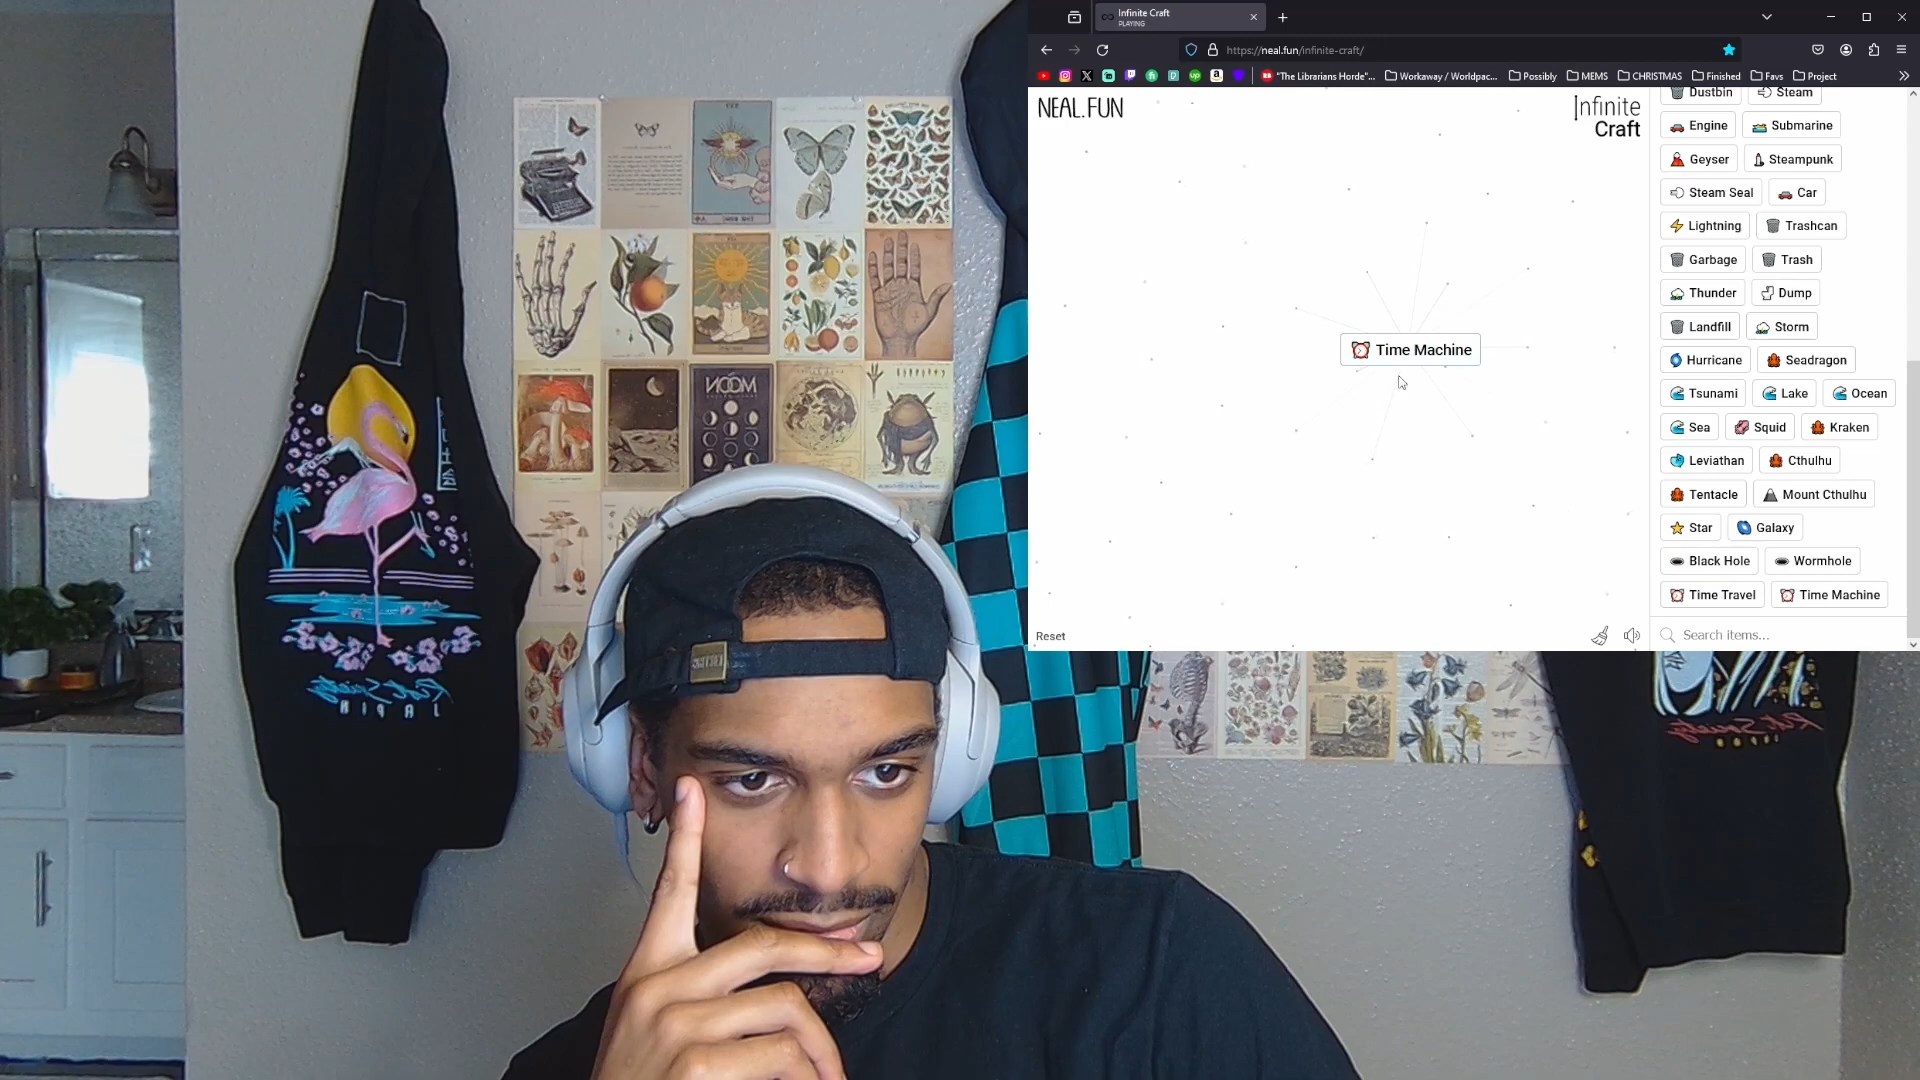 Infinite Craft
PLAYING
https://neal.fun/infinite-craft/
"The Librarians Horde"... Workaway / Worldpac... Possibly MEMS CHRISTMAS Finished Favs Project
NEAL.FUN
Infinite
Craft
Time Machine
Reset
Dustbin Steam
Engine Submarine
Geyser Steampunk
Steam Seal Car
Lightning Trashcan
Garbage Trash
Thunder Dump
Landfill Storm
Hurricane Seadragon
Tsunami Lake Ocean
Sea Squid Kraken
Leviathan Cthulhu
Tentacle Mount Cthulhu
Star Galaxy
Black Hole Wormhole
Time Travel Time Machine
Search items...
MOON